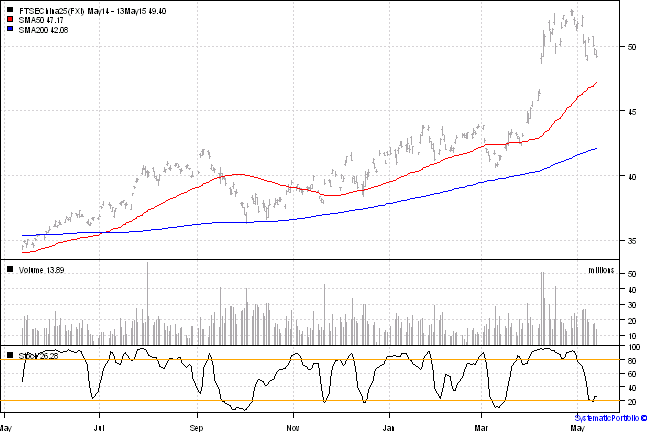 FTSEChina25(FXI) May14 - 13May15 49.40
SMA50 47.17
SMA200 42.08
50
45
40
35
Volume 13.89
millions
50
40
30
20
10
Stoch 26.28
100
80
60
40
20
May
Jul
Sep
Nov
Jan
Mar
May
SystematicPortfolio ©